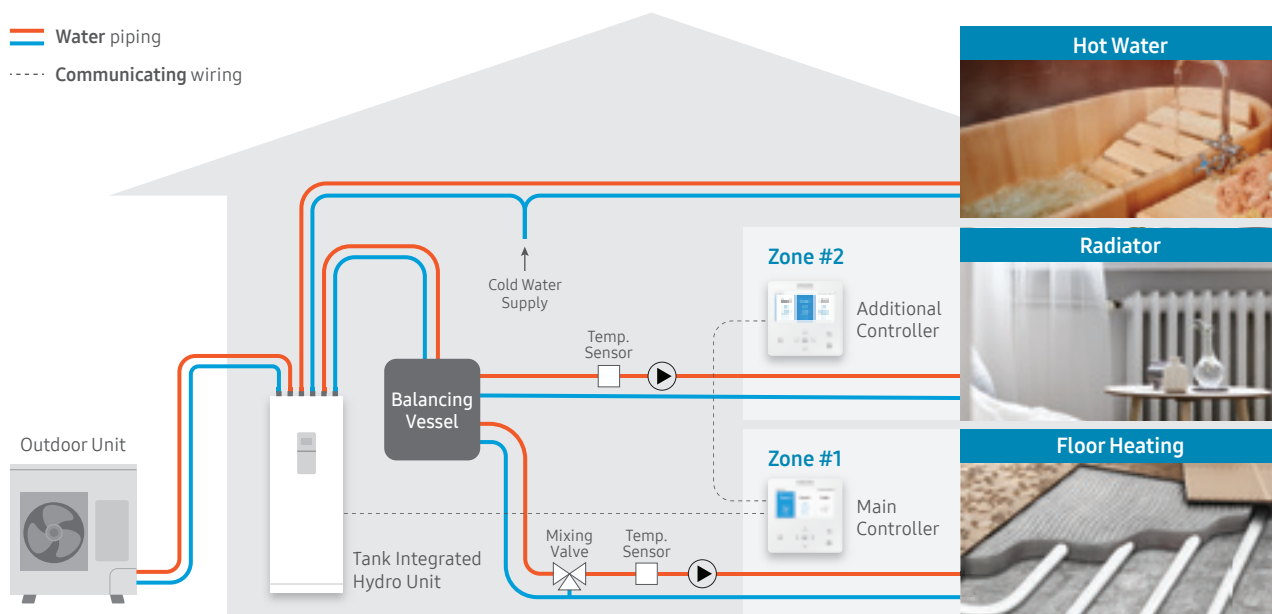 Water piping
Communicating wiring
Hot Water
Cold Water
Supply
Zone #2
Additional
Controller
Radiator
Temp.
Sensor
Balancing
Vessel
Outdoor Unit
Zone #1
Main
Controller
Floor Heating
Tank Integrated
Hydro Unit
Mixing
Valve
Temp.
Sensor